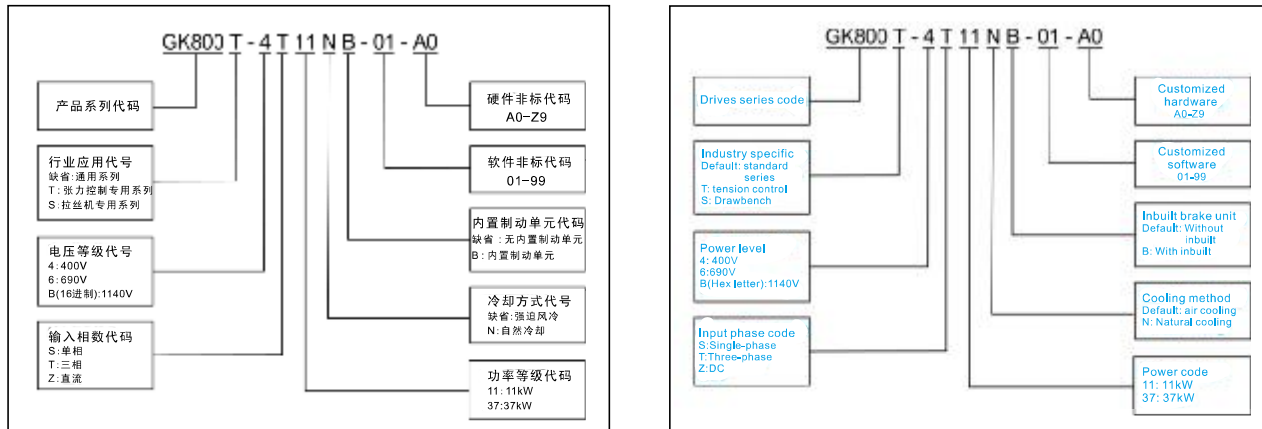 GK800 T - 4 T 11 N B - 01 - A0
产品系列代码
行业应用代号
缺省:通用系列
T:张力控制专用系列
S:拉丝机专用系列
电压等级代号
4:400V
6:690V
B(16进制):1140V
输入相数代码
S:单相
T:三相
Z:直流
硬件非标代码
A0-Z9
软件非标代码
01-99
内置制动单元代码
缺省:无内置制动单元
B:内置制动单元
冷却方式代号
缺省:强迫风冷
N:自然冷却
功率等级代码
11:11kW
37:37kW
GK800 T - 4 T 11 N B - 01 - A0
Drives series code
Industry specific
Default: standard
series
T: tension control
S: Drawbench
Power level
4: 400V
6:690V
B(Hex letter):1140V
Input phase code
S:Single-phase
T:Three-phase
Z:DC
Customized
hardware
A0-Z9
Customized
software
01-99
Inbuilt brake unit
Default: Without
inbuilt
B: With inbuilt
Cooling method
Default: air cooling
N: Natural cooling
Power code
11: 11kW
37: 37kW